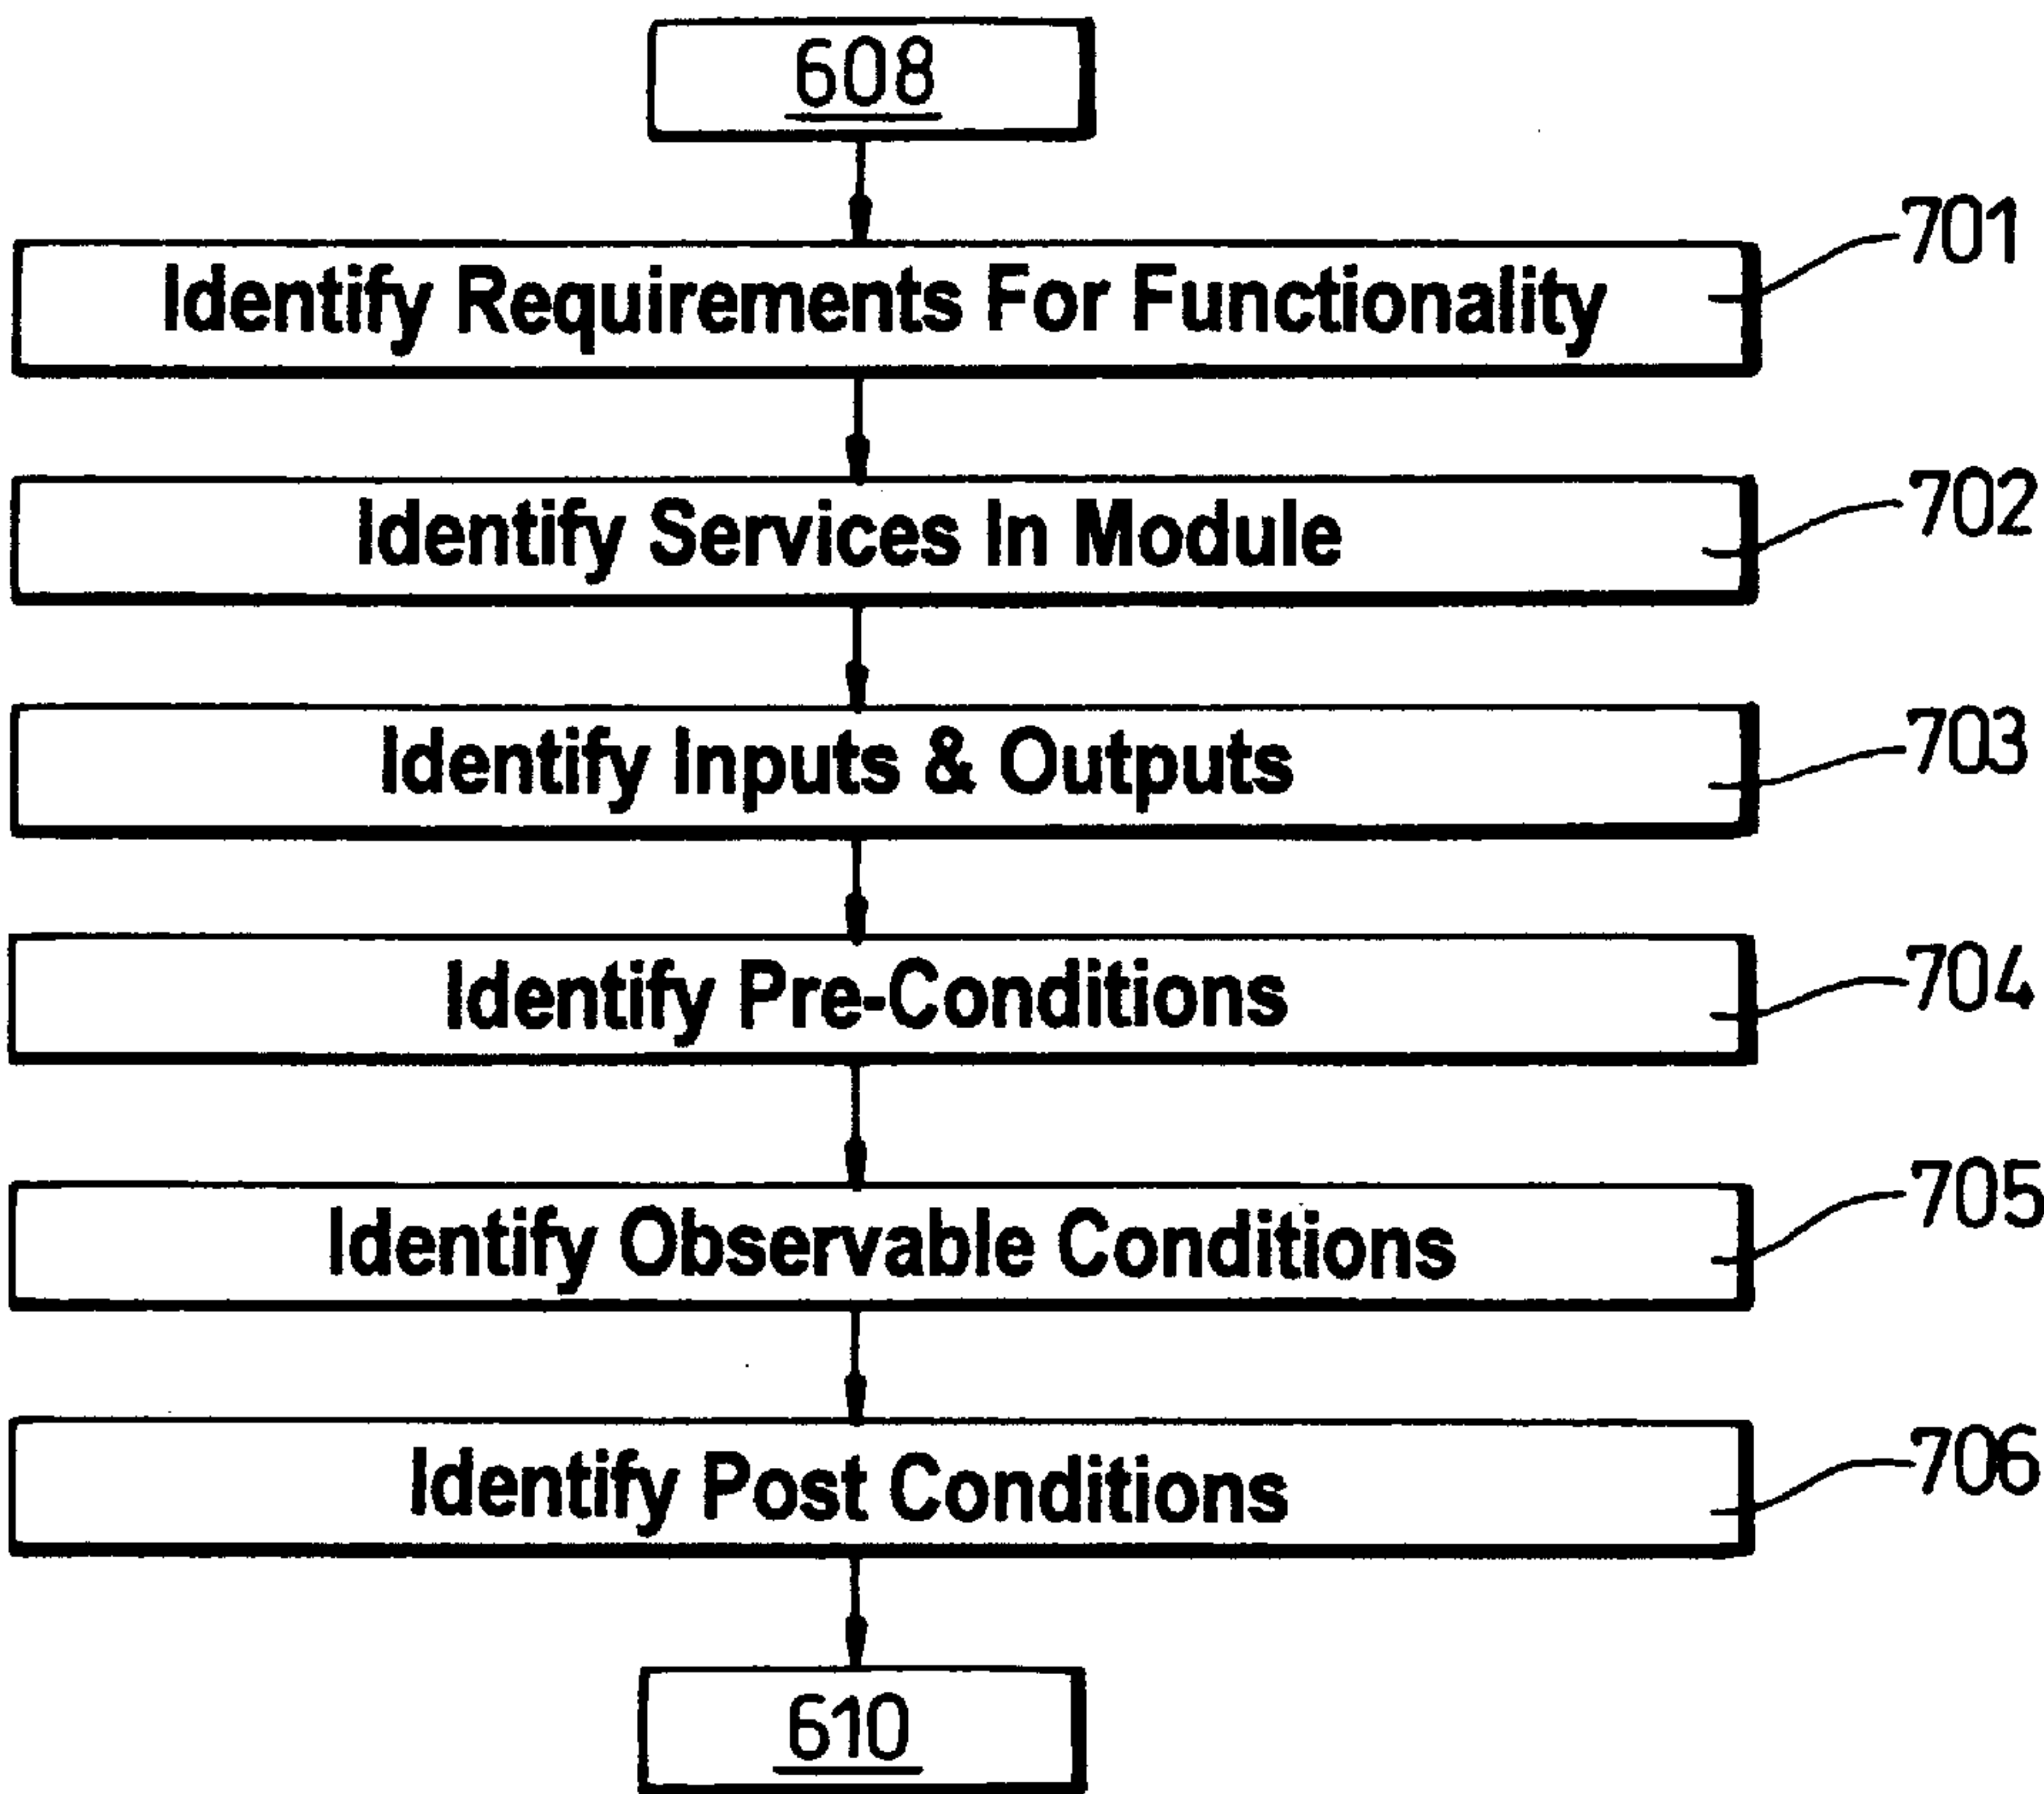 608
701
Identify Requirements For Functionality
702
Identify Services In Module
703
Identify Inputs & Outputs
704
Identify Pre-Conditions
705
Identify Observable Conditions
706
Identify Post Conditions
610